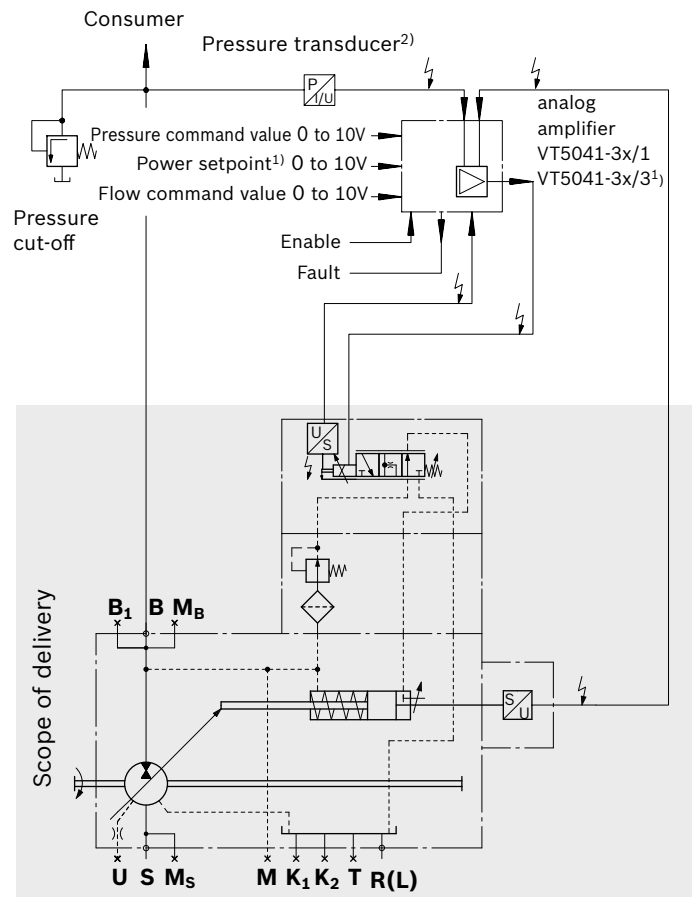 Consumer
Pressure transducer²⁾
P
I/U
analog
amplifier
VT5041-3x/1
VT5041-3x/3¹⁾
Pressure command value 0 to 10V
Power setpoint¹⁾ 0 to 10V
Flow command value 0 to 10V
Pressure
cut-off
Enable
Fault
U
S
Scope of delivery
B₁ B M_B
S
U
U S M_S M K₁ K₂ T R(L)